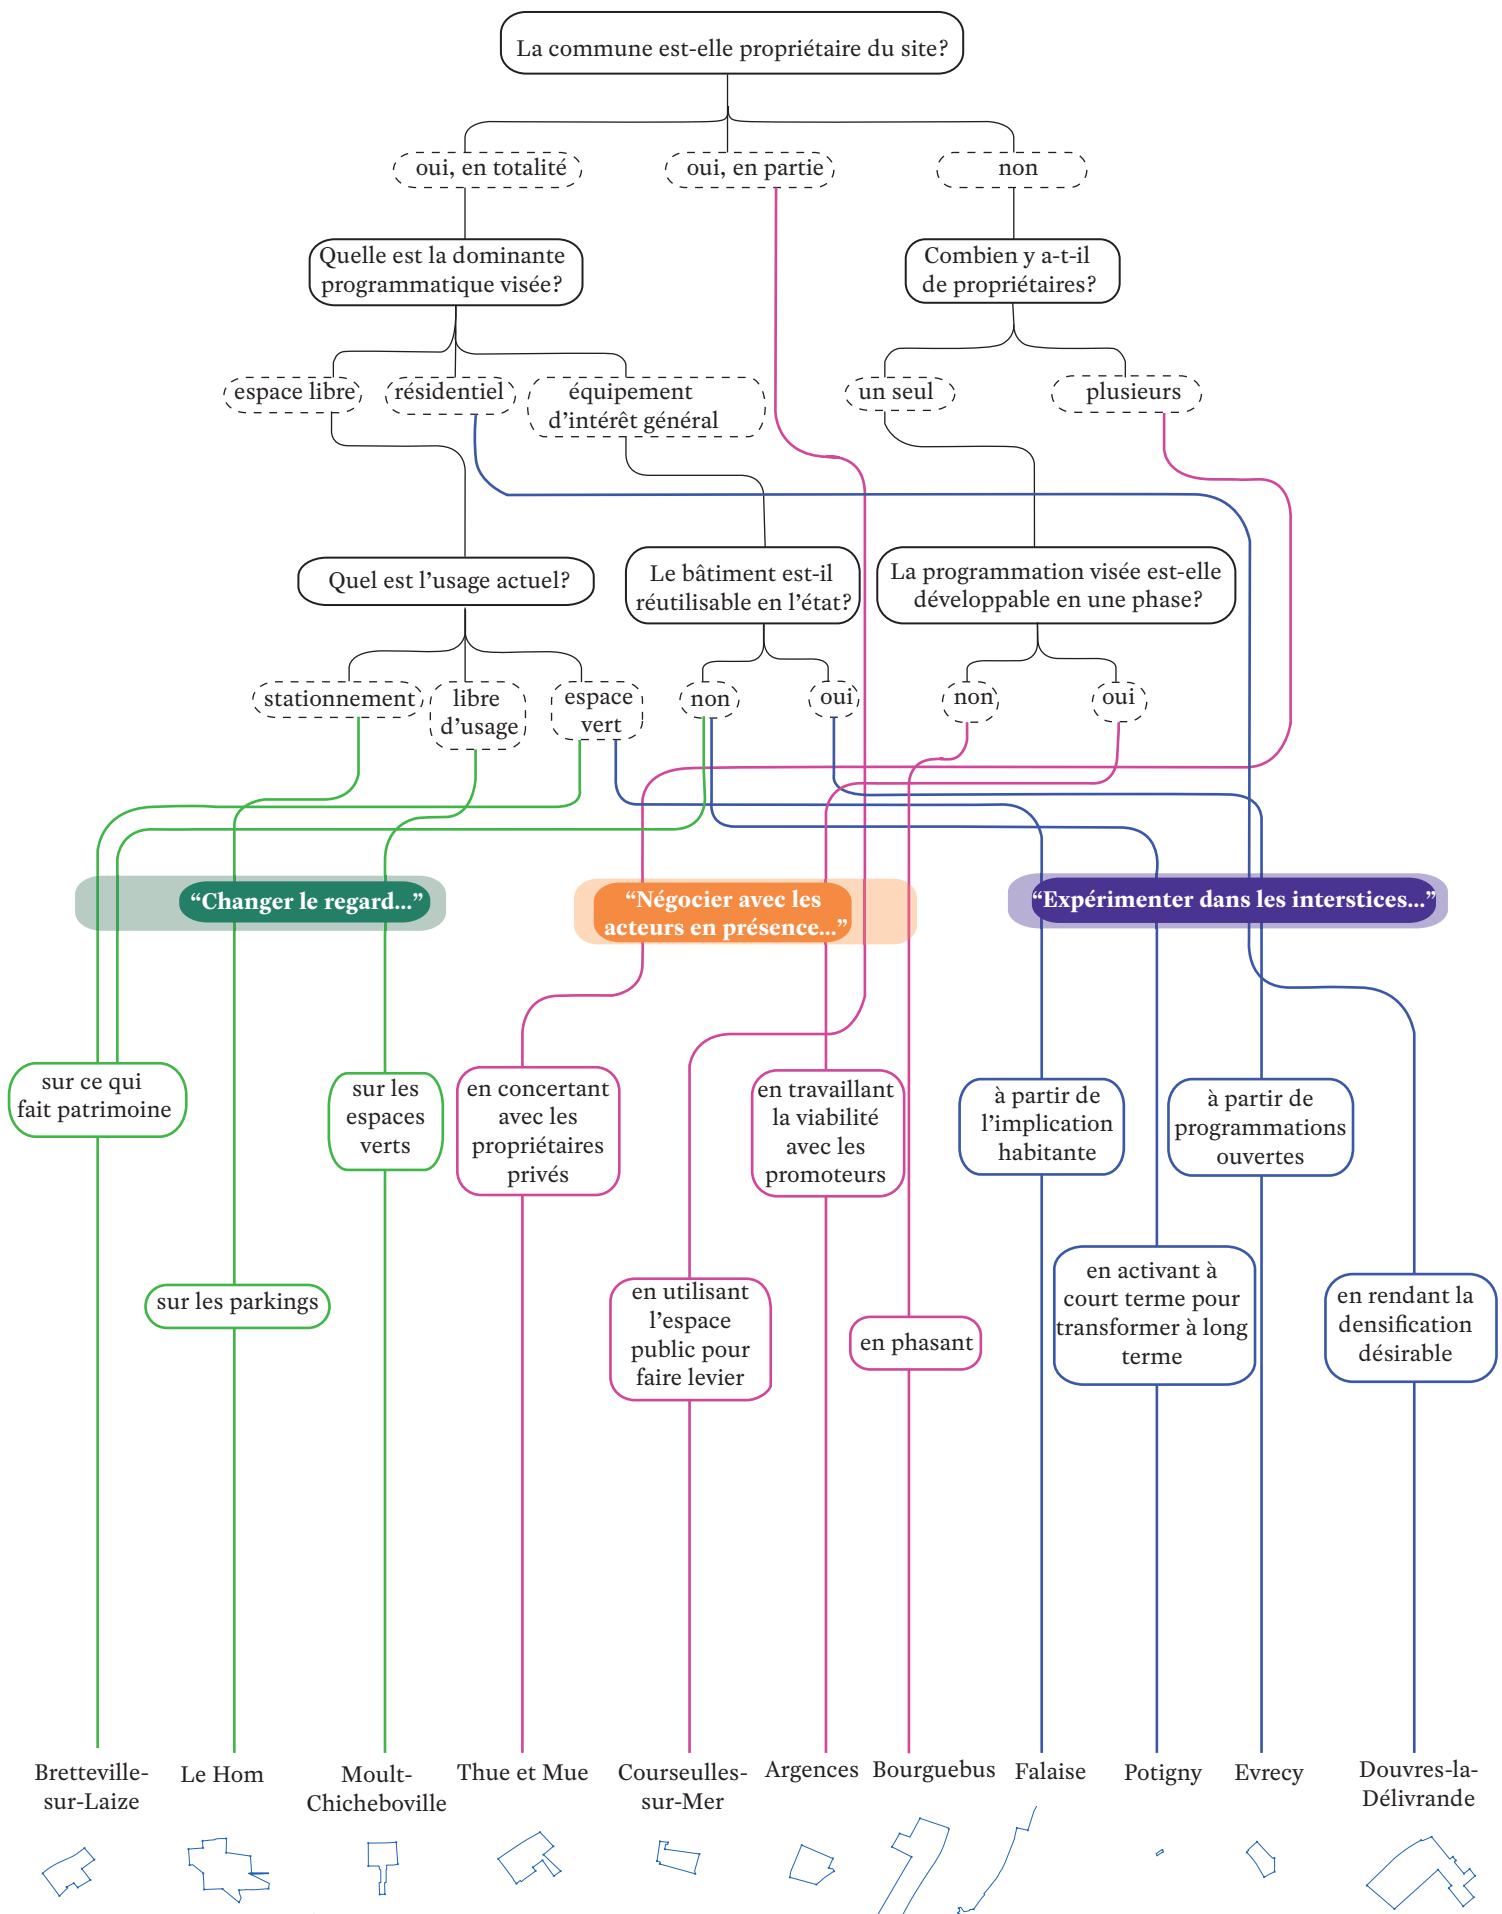 La commune est-elle propriétaire du site?
oui, en totalité
oui, en partie
non
Quelle est la dominante
programmatique visée?
Combien y a-t-il
de propriétaires?
espace libre
résidentiel
équipement
d'intérêt général
un seul
plusieurs
Quel est l'usage actuel?
Le bâtiment est-il
réutilisable en l'état?
La programmation visée est-elle
développable en une phase?
stationnement
libre
d'usage
espace
vert
non
oui
non
oui
“Changer le regard...”
“Négocier avec les
acteurs en présence...”
“Expérimenter dans les interstices...”
sur ce qui
fait patrimoine
sur les
espaces
verts
en concertant
avec les
propriétaires
privés
en travaillant
la viabilité
avec les
promoteurs
à partir de
l'implication
habitante
à partir de
programmations
ouvertes
sur les parkings
en utilisant
l'espace
public pour
faire levier
en phasant
en activant à
court terme pour
transformer à long
terme
en rendant la
densification
désirable
Bretteville-
sur-Laize
Le Hom
Moult-
Chicheboville
Thue et Mue
Courseulles-
sur-Mer
Argences
Bourguebus
Falaise
Potigny
Evrecy
Douvres-la-
Délivrande